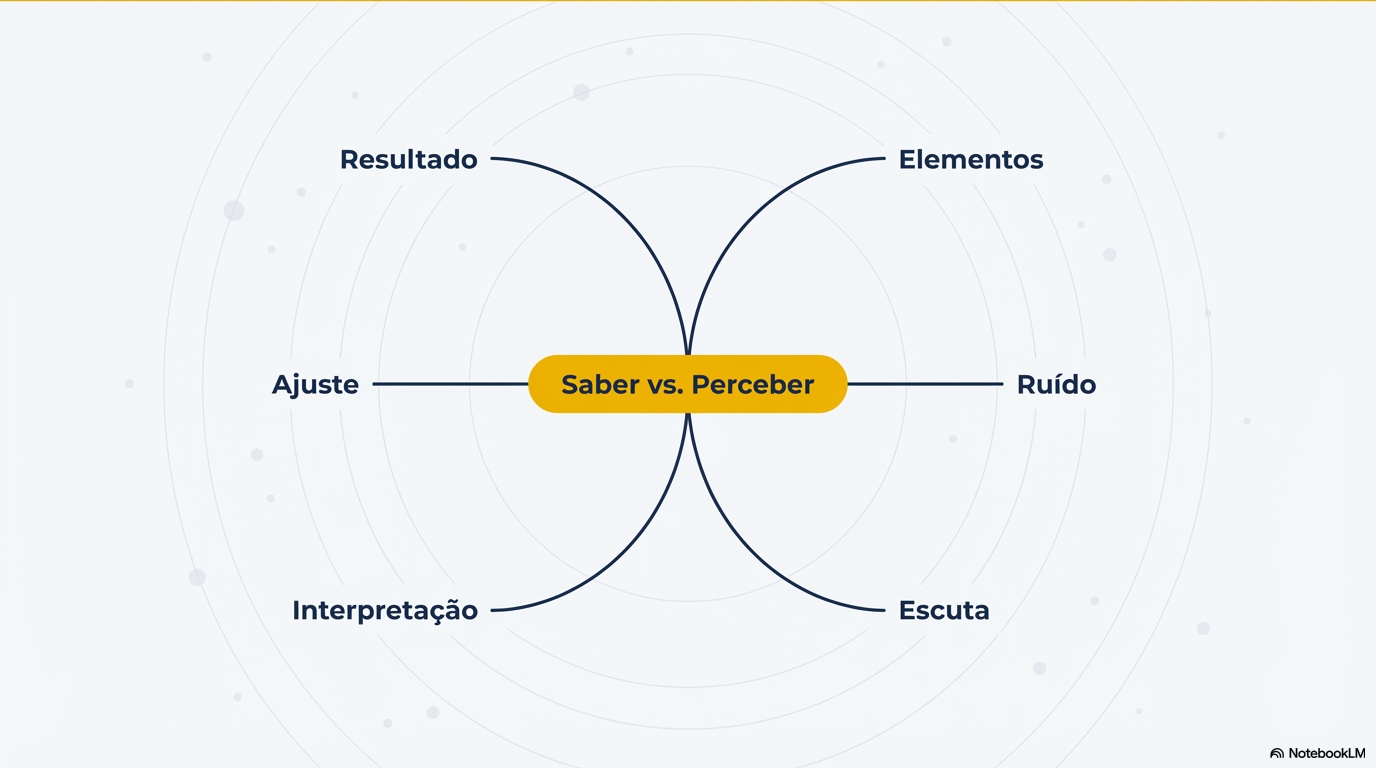 Resultado
Elementos
Ajuste
Saber vs. Perceber
Ruído
Interpretação
Escuta
NotebookLM